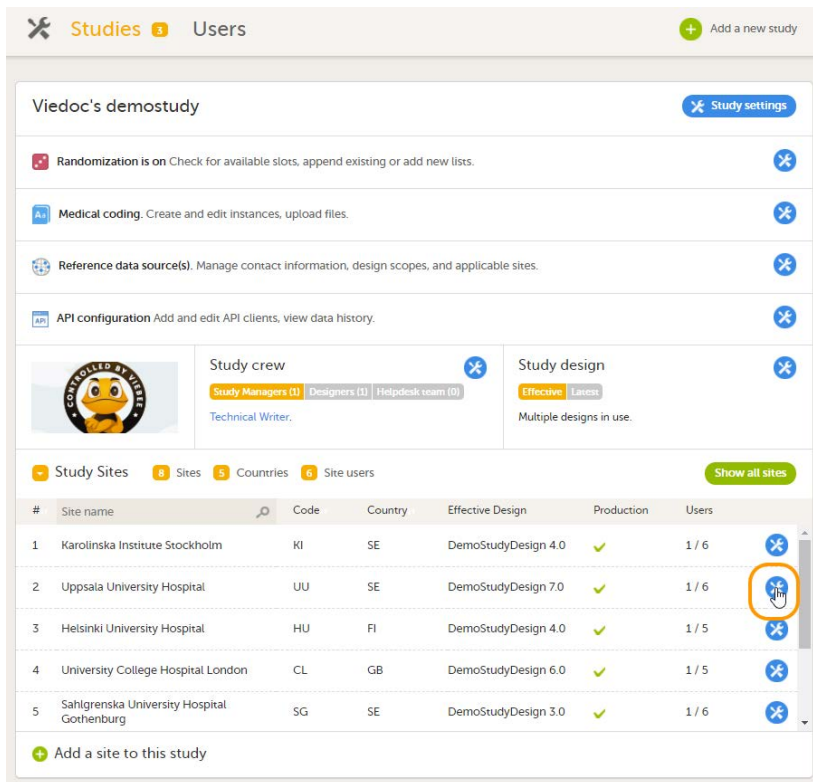 Studies 3 Users
Add a new study
Viedoc's demostudy
Study settings
Randomization is on Check for available slots, append existing or add new lists.
Aa Medical coding. Create and edit instances, upload files.
Reference data source(s). Manage contact information, design scopes, and applicable sites.
API API configuration Add and edit API clients, view data history.
CONTROLLED BY VIEBEE
Study crew
Study Managers (1) Designers (1) Helpdesk team (0)
Technical Writer.
Study design
Effective Latest
Multiple designs in use.
Study Sites 8 Sites 5 Countries 6 Site users
Show all sites
# Site name Code Country Effective Design Production Users
1 Karolinska Institute Stockholm KI SE DemoStudyDesign 4.0 1 / 6
2 Uppsala University Hospital UU SE DemoStudyDesign 7.0 1 / 6
3 Helsinki University Hospital HU FI DemoStudyDesign 4.0 1 / 5
4 University College Hospital London CL GB DemoStudyDesign 6.0 1 / 5
5 Sahlgrenska University Hospital Gothenburg SG SE DemoStudyDesign 3.0 1 / 6
Add a site to this study